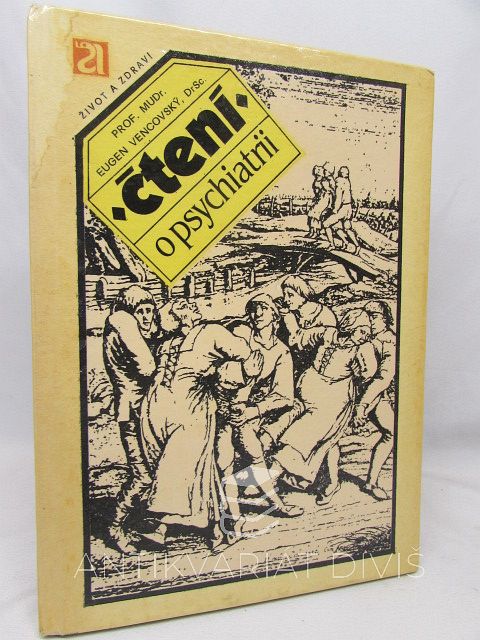 ŽIVOT A ZDRAVÍ
PROF. MUDr.
EUGEN VENCOVSKÝ, DrSc.
čtení
o psychiatrii
ANTIKVARIÁT DIVIŠ